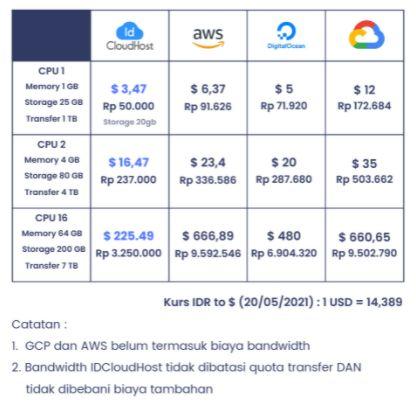 Id
CloudHost
aws
DigitalOcean
CPU 1
Memory 1 GB
Storage 25 GB
Transfer 1 TB
$ 3,47
Rp 50.000
Storage 20gb
$ 6,37
Rp 91.626
$ 5
Rp 71.920
$ 12
Rp 172.684
CPU 2
Memory 4 GB
Storage 80 GB
Transfer 4 TB
$ 16,47
Rp 237.000
$ 23,4
Rp 336.586
$ 20
Rp 287.680
$ 35
Rp 503.662
CPU 16
Memory 64 GB
Storage 200 GB
Transfer 7 TB
$ 225.49
Rp 3.250.000
$ 666,89
Rp 9.592.546
$ 480
Rp 6.904.320
$ 660,65
Rp 9.502.790
Kurs IDR to $ (20/05/2021) : 1 USD = 14,389
Catatan :
1. GCP dan AWS belum termasuk biaya bandwidth
2. Bandwidth IDCloudHost tidak dibatasi quota transfer DAN
tidak dibebani biaya tambahan